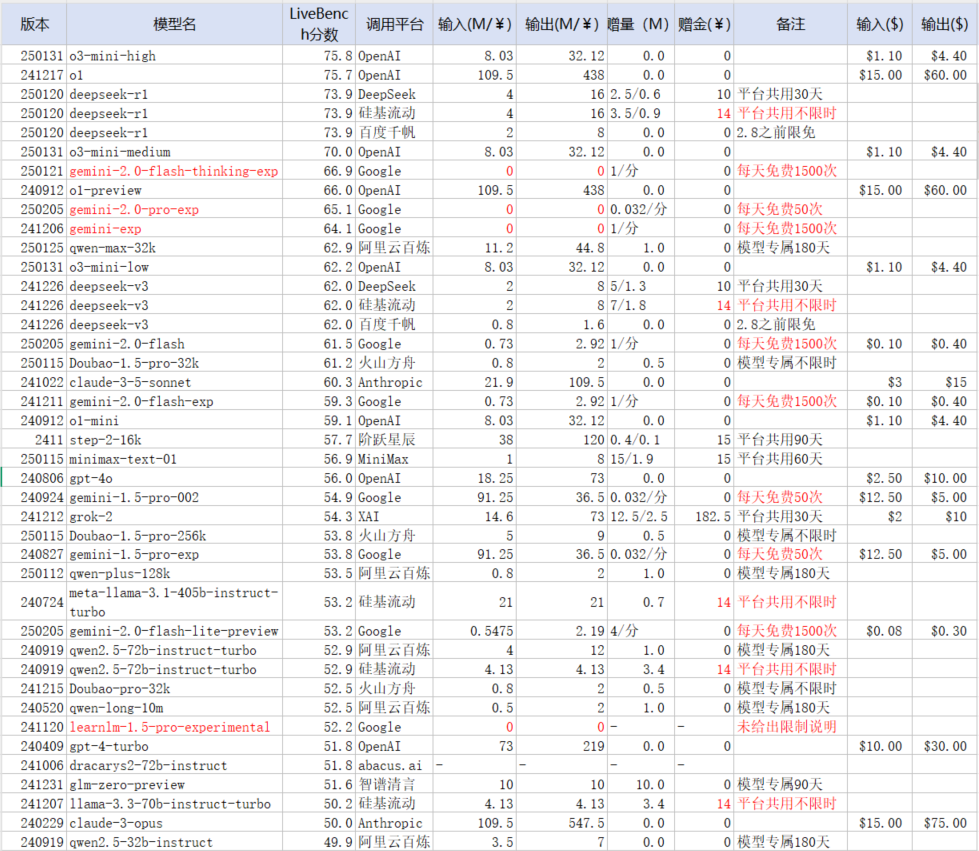 版本 模型名 LiveBench分数 调用平台 输入(M/¥) 输出(M/¥) 赠量（M） 赠金(¥) 备注 输入($) 输出($)
250131 o3-mini-high 75.8 OpenAI 8.03 32.12 0.0 0 $1.10 $4.40
241217 o1 75.7 OpenAI 109.5 438 0.0 0 $15.00 $60.00
250120 deepseek-r1 73.9 DeepSeek 4 16 2.5/0.6 10 平台共用30天
250120 deepseek-r1 73.9 硅基流动 4 16 3.5/0.9 14 平台共用不限时
250120 deepseek-r1 73.9 百度千帆 2 8 0.0 0 2.8之前限免
250131 o3-mini-medium 70.0 OpenAI 8.03 32.12 0.0 0 $1.10 $4.40
250121 gemini-2.0-flash-thinking-exp 66.9 Google 0 0 1/分 0 每天免费1500次
240912 o1-preview 66.0 OpenAI 109.5 438 0.0 0 $15.00 $60.00
250205 gemini-2.0-pro-exp 65.1 Google 0 0 0.032/分 0 每天免费50次
241206 gemini-exp 64.1 Google 0 0 1/分 0 每天免费1500次
250125 qwen-max-32k 62.9 阿里云百炼 11.2 44.8 1.0 0 模型专属180天
250131 o3-mini-low 62.2 OpenAI 8.03 32.12 0.0 0 $1.10 $4.40
241226 deepseek-v3 62.0 DeepSeek 2 8 5/1.3 10 平台共用30天
241226 deepseek-v3 62.0 硅基流动 2 8 7/1.8 14 平台共用不限时
241226 deepseek-v3 62.0 百度千帆 0.8 1.6 0.0 0 2.8之前限免
250205 gemini-2.0-flash 61.5 Google 0.73 2.92 1/分 0 每天免费1500次 $0.10 $0.40
250115 Doubao-1.5-pro-32k 61.2 火山方舟 0.8 2 0.5 0 模型专属不限时
241022 claude-3-5-sonnet 60.3 Anthropic 21.9 109.5 0.0 0 $3 $15
241211 gemini-2.0-flash-exp 59.3 Google 0.73 2.92 1/分 0 每天免费1500次 $0.10 $0.40
240912 o1-mini 59.1 OpenAI 8.03 32.12 0.0 0 $1.10 $4.40
2411 step-2-16k 57.7 阶跃星辰 38 120 0.4/0.1 15 平台共用90天
250115 minimax-text-01 56.9 MiniMax 1 8 15/1.9 15 平台共用60天
240806 gpt-4o 56.0 OpenAI 18.25 73 0.0 0 $2.50 $10.00
240924 gemini-1.5-pro-002 54.9 Google 91.25 36.5 0.032/分 0 每天免费50次 $12.50 $5.00
241212 grok-2 54.3 XAI 14.6 73 12.5/2.5 182.5 平台共用30天 $2 $10
250115 Doubao-1.5-pro-256k 53.8 火山方舟 5 9 0.5 0 模型专属不限时
240827 gemini-1.5-pro-exp 53.8 Google 91.25 36.5 0.032/分 0 每天免费50次 $12.50 $5.00
250112 qwen-plus-128k 53.5 阿里云百炼 0.8 2 1.0 0 模型专属180天
240724 meta-llama-3.1-405b-instruct-turbo 53.2 硅基流动 21 21 0.7 14 平台共用不限时
250205 gemini-2.0-flash-lite-preview 53.2 Google 0.5475 2.19 4/分 0 每天免费1500次 $0.08 $0.30
240919 qwen2.5-72b-instruct-turbo 52.9 阿里云百炼 4 12 1.0 0 模型专属180天
240919 qwen2.5-72b-instruct-turbo 52.9 硅基流动 4.13 4.13 3.4 14 平台共用不限时
241215 Doubao-pro-32k 52.5 火山方舟 0.8 2 0.5 0 模型专属不限时
240520 qwen-long-10m 52.5 阿里云百炼 0.5 2 1.0 0 模型专属180天
241120 learnlm-1.5-pro-experimental 52.2 Google 0 0 - - 未给出限制说明
240409 gpt-4-turbo 51.8 OpenAI 73 219 0.0 0 $10.00 $30.00
241006 dracarys2-72b-instruct 51.8 abacus.ai - - - -
241231 glm-zero-preview 51.6 智谱清言 10 10 10.0 0 模型专属90天
241207 llama-3.3-70b-instruct-turbo 50.2 硅基流动 4.13 4.13 3.4 14 平台共用不限时
240229 claude-3-opus 50.0 Anthropic 109.5 547.5 0.0 0 $15.00 $75.00
240919 qwen2.5-32b-instruct 49.9 阿里云百炼 3.5 7 0.0 0 模型专属180天